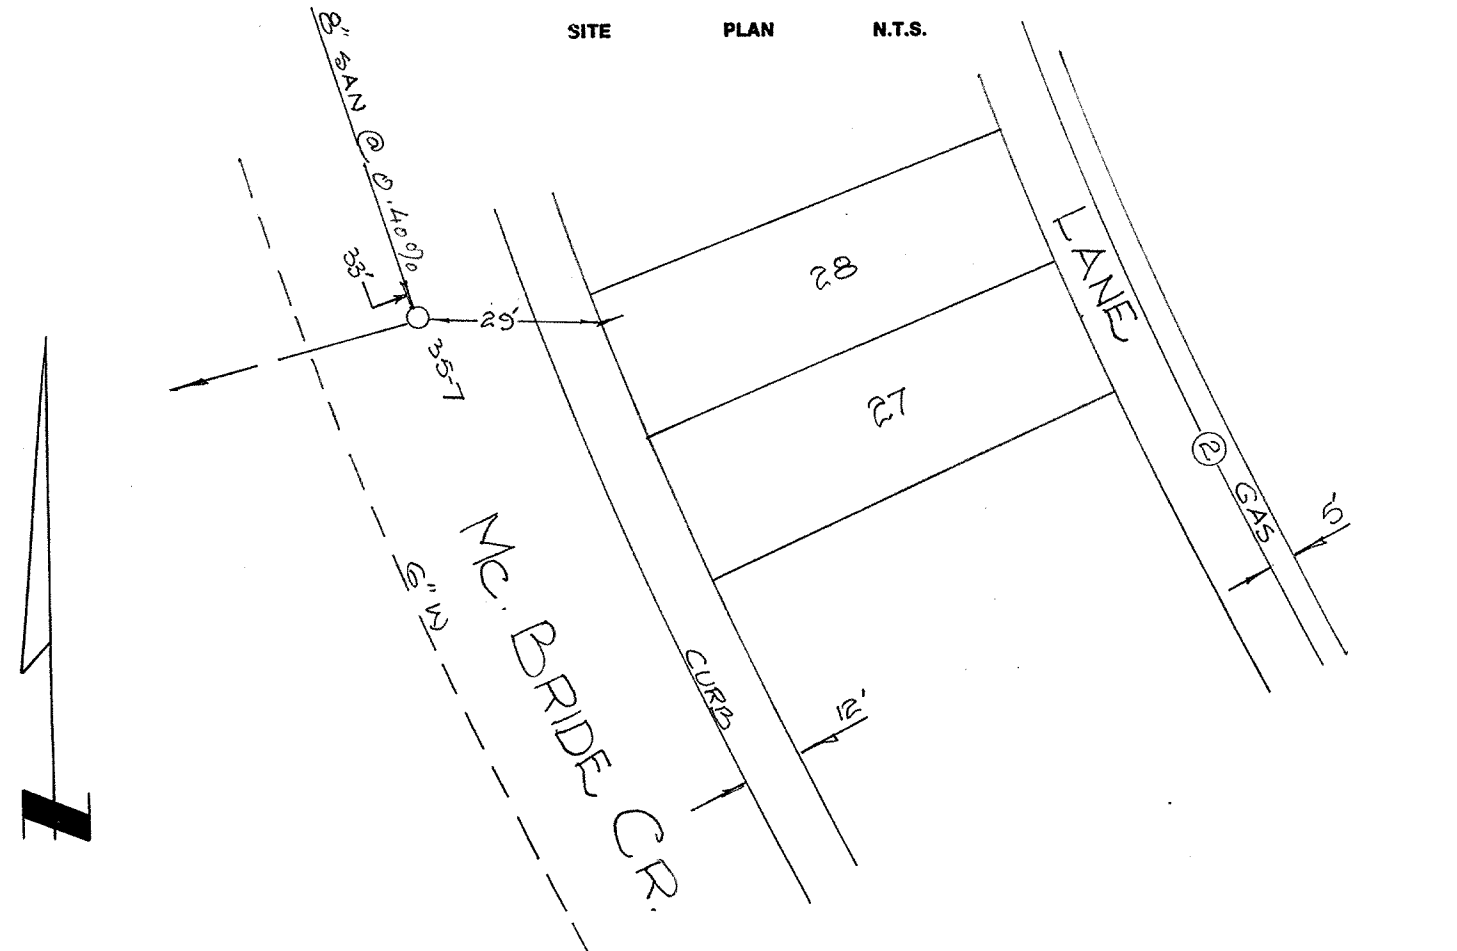 SITE PLAN N.T.S.
8" SAN @ 0.40%
33'
29'
35-7
28
27
LANE
2
GAS
5'
6" W
MC. BRIDE CR.
CURB
12'
N